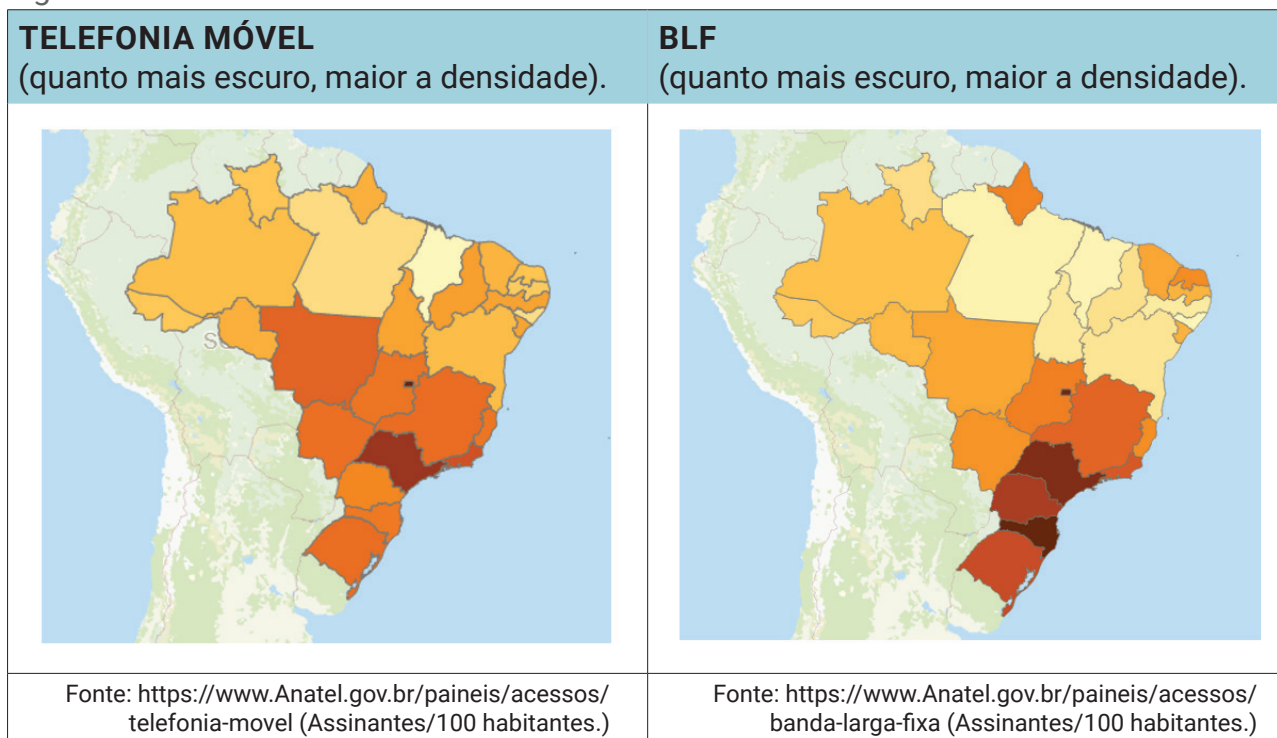 TELEFONIA MÓVEL
(quanto mais escuro, maior a densidade).
BLF
(quanto mais escuro, maior a densidade).
Fonte: https://www.Anatel.gov.br/paineis/acessos/
telefonia-movel (Assinantes/100 habitantes.)
Fonte: https://www.Anatel.gov.br/paineis/acessos/
banda-larga-fixa (Assinantes/100 habitantes.)